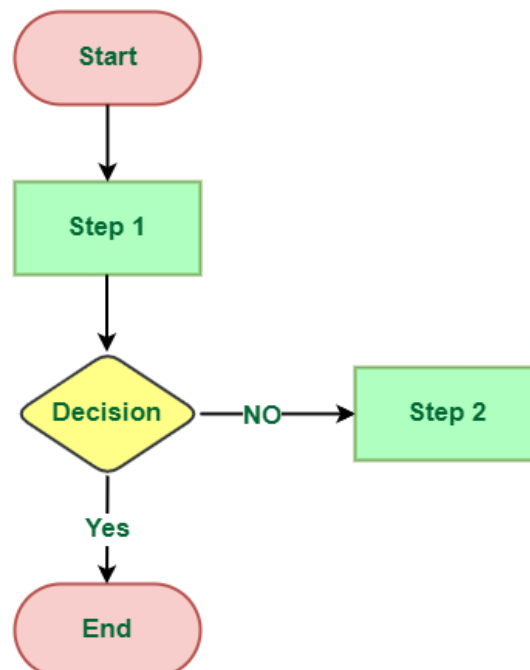 Start
Step 1
Decision
NO
Step 2
Yes
End